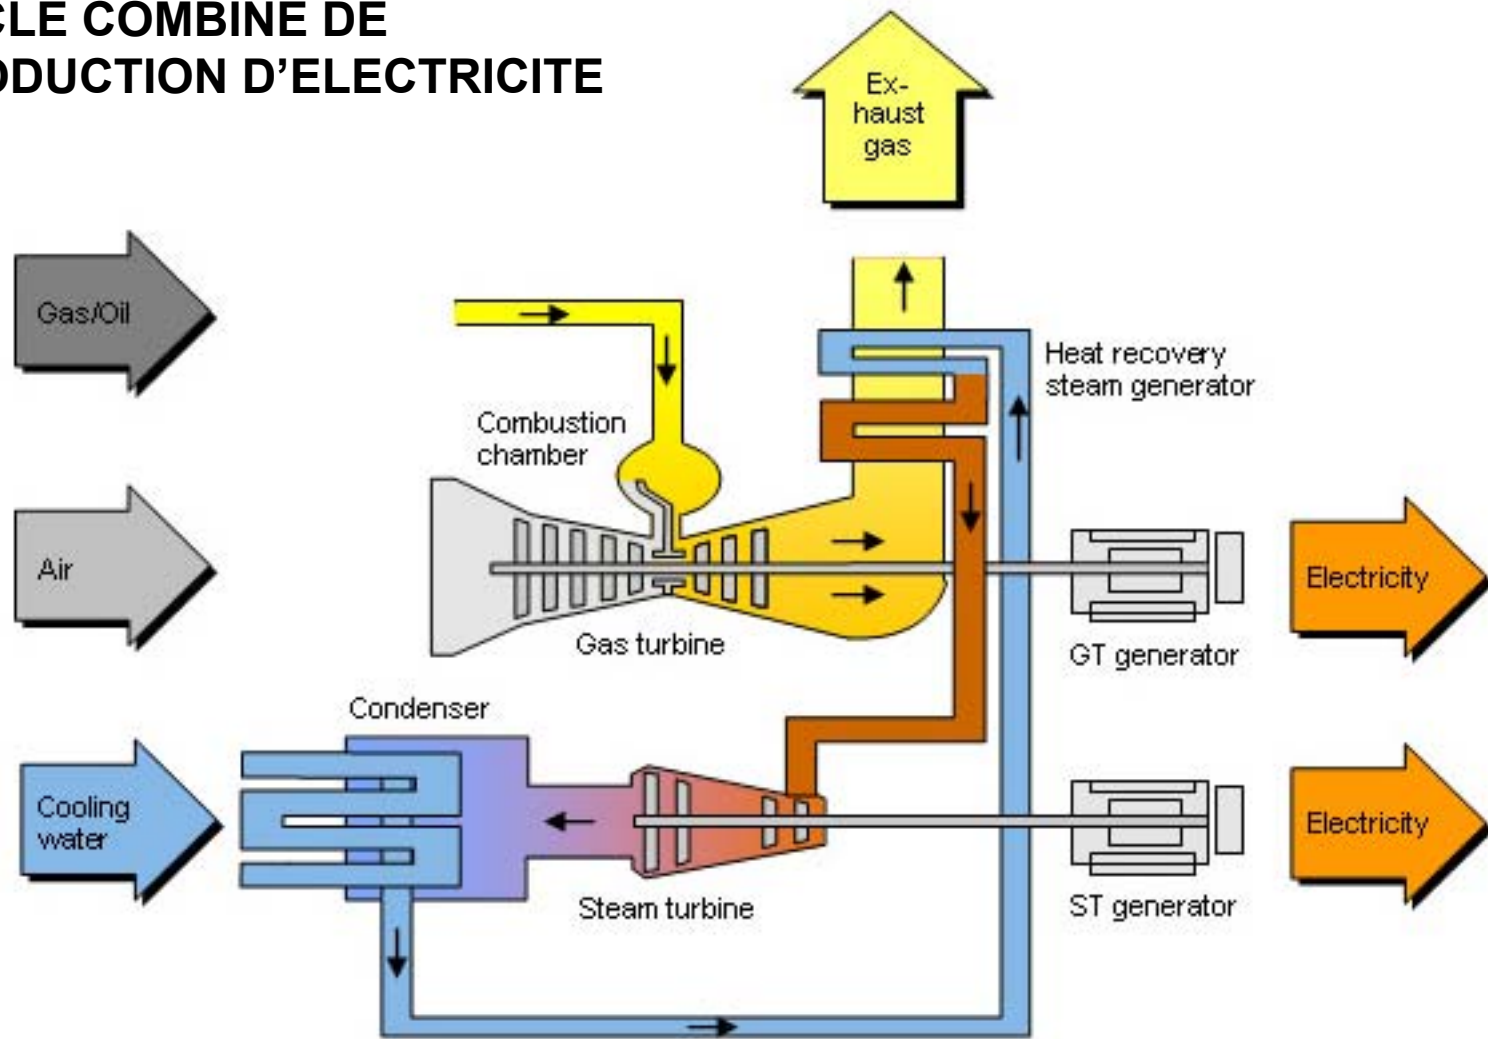 CLE COMBINE DE
ODUCTION D'ELECTRICITE
Ex-
haust
gas
Gas/Oil
Heat recovery
steam generator
Combustion
chamber
Air
Electricity
Gas turbine
GT generator
Condenser
Cooling
water
Electricity
Steam turbine
ST generator